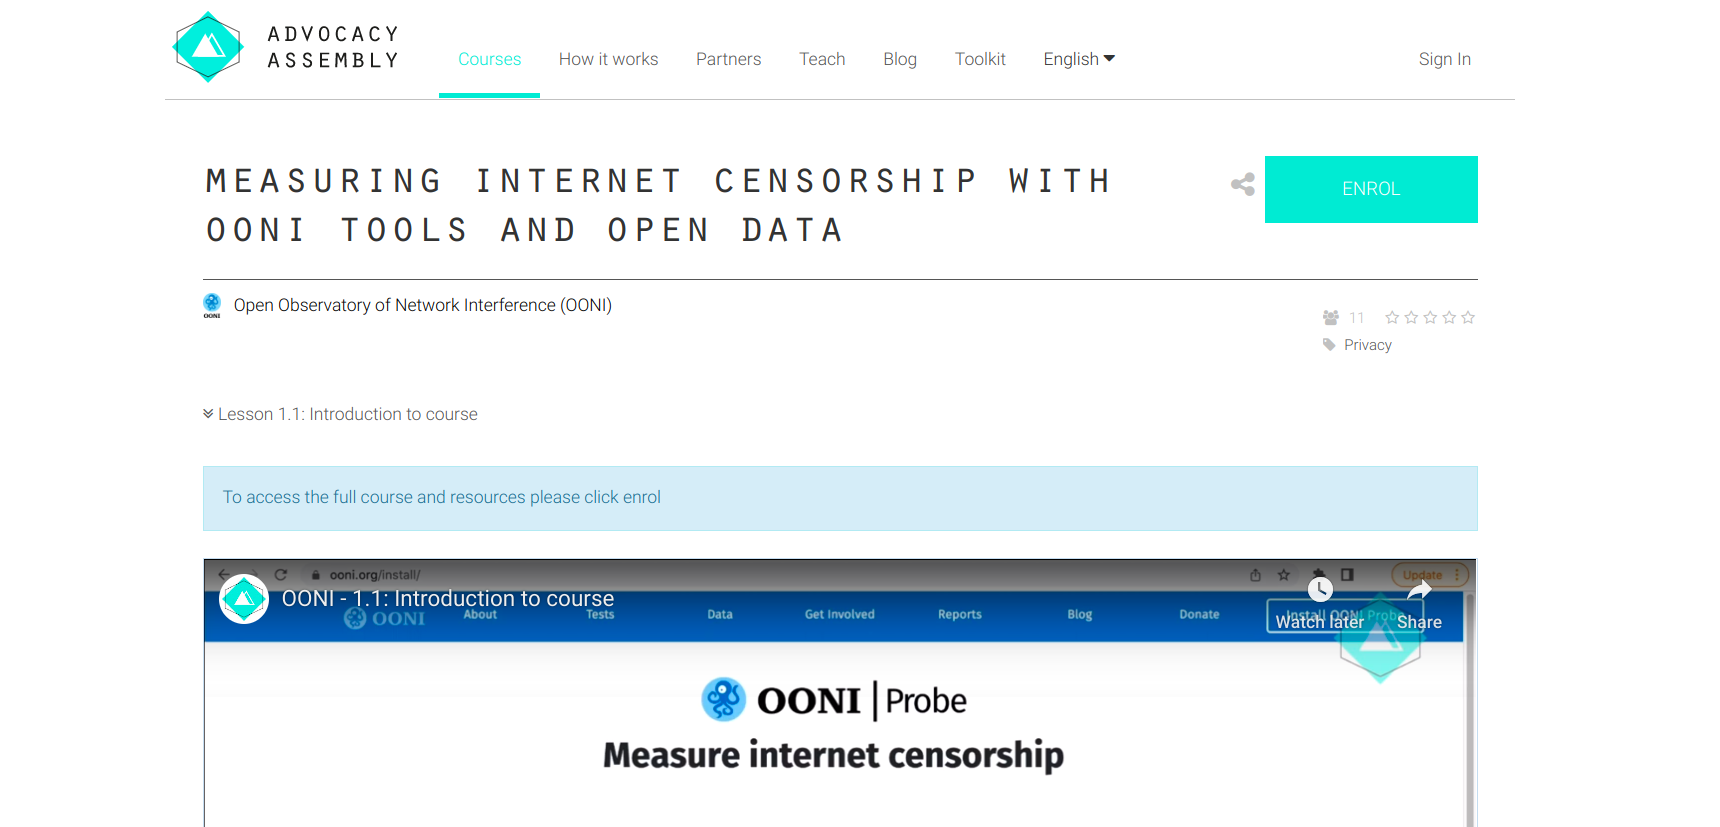 ADVOCACY
ASSEMBLY
Courses How it works Partners Teach Blog Toolkit English Sign In
MEASURING INTERNET CENSORSHIP WITH
OONI TOOLS AND OPEN DATA
ENROL
OONI Open Observatory of Network Interference (OONI)
11
Privacy
Lesson 1.1: Introduction to course
To access the full course and resources please click enrol
ooni.org/install/ Update
OONI - 1.1: Introduction to course
OONI About Tests Data Get Involved Reports Blog Donate Install OONI Probe
Watch later Share
OONI Probe
Measure internet censorship